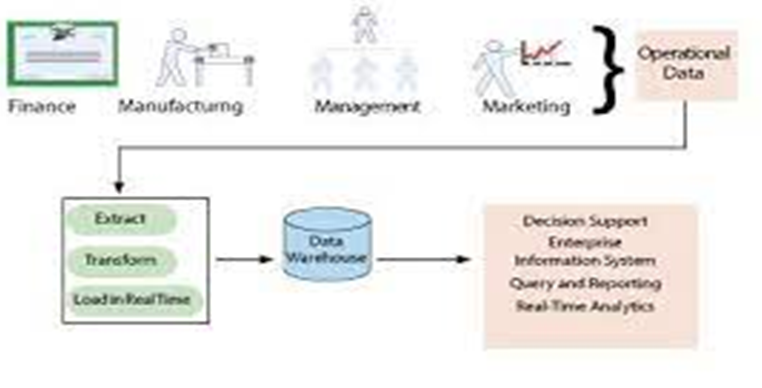 Finance
Manufacturng
Management
Marketing
Operational
Data
Extract
Transform
Load in Real Time
Data
Warehouse
Decision Support
Enterprise
Information System
Query and Reporting
Real-Time Analytics